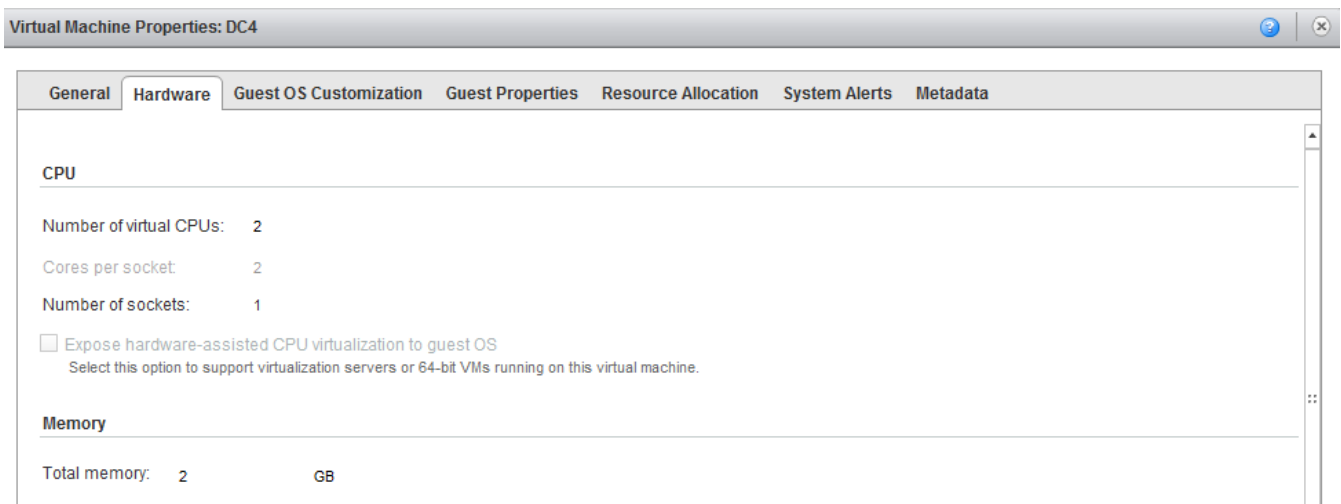 Virtual Machine Properties: DC4
General Hardware Guest OS Customization Guest Properties Resource Allocation System Alerts Metadata
CPU
Number of virtual CPUs: 2
Cores per socket: 2
Number of sockets: 1
Expose hardware-assisted CPU virtualization to guest OS
Select this option to support virtualization servers or 64-bit VMs running on this virtual machine.
Memory
Total memory: 2 GB